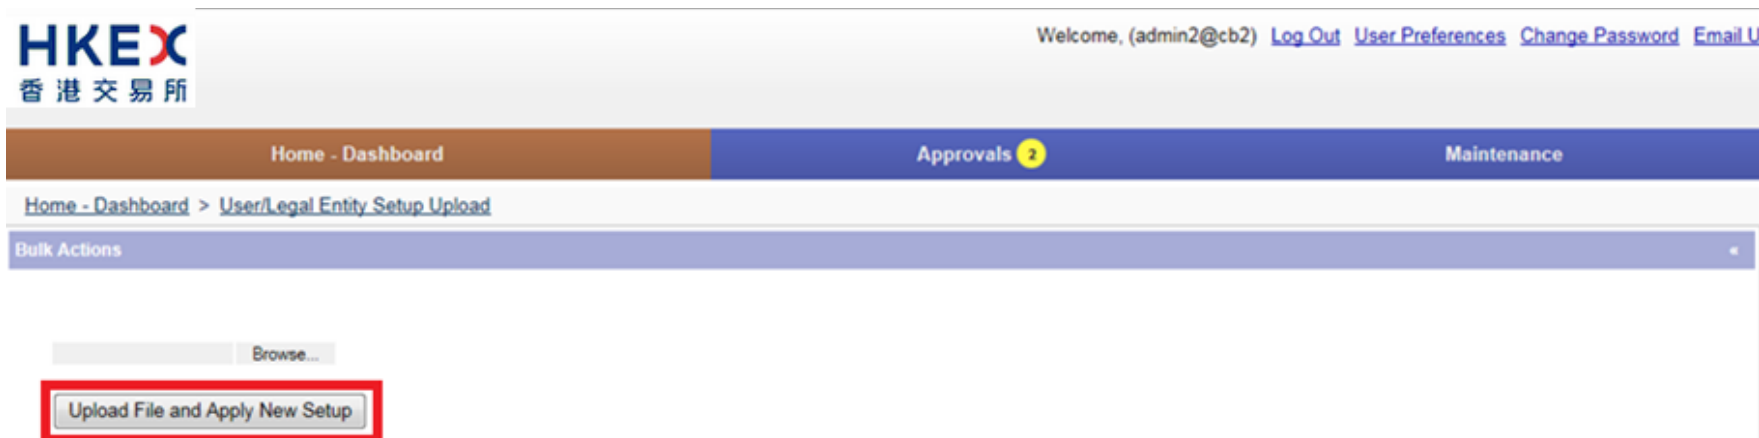 HKEX
香港交易所
Welcome, (admin2@cb2) Log Out User Preferences Change Password Email U
Home - Dashboard Approvals 2 Maintenance
Home - Dashboard > User/Legal Entity Setup Upload
Bulk Actions «
Browse...
Upload File and Apply New Setup